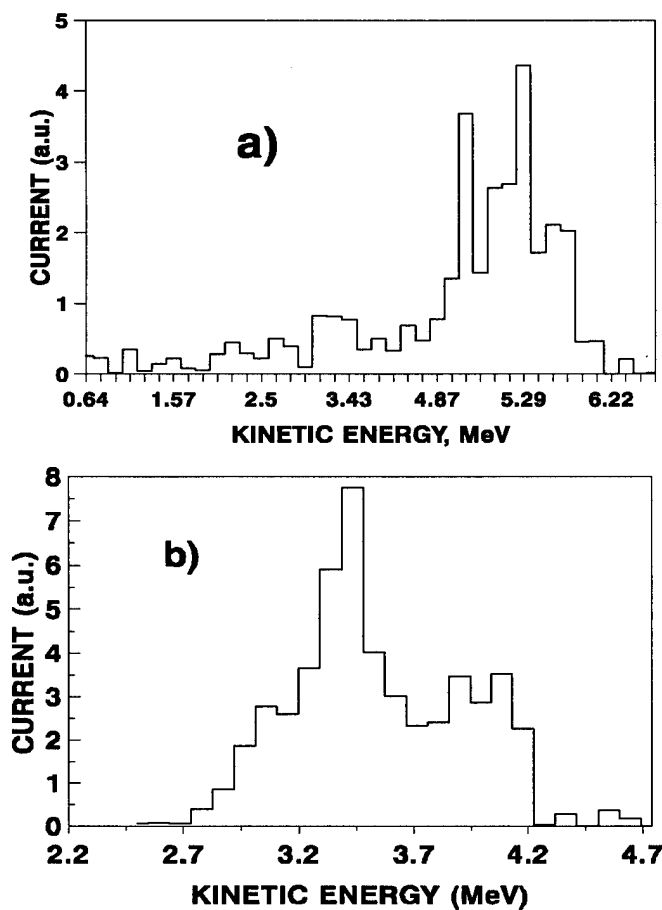 5
4
3
2
1
0
CURRENT (a.u.)
a)
0.64 1.57 2.5 3.43 4.87 5.29 6.22
KINETIC ENERGY, MeV
8
7
6
5
4
3
2
1
0
CURRENT (a.u.)
b)
2.2 2.7 3.2 3.7 4.2 4.7
KINETIC ENERGY (MeV)